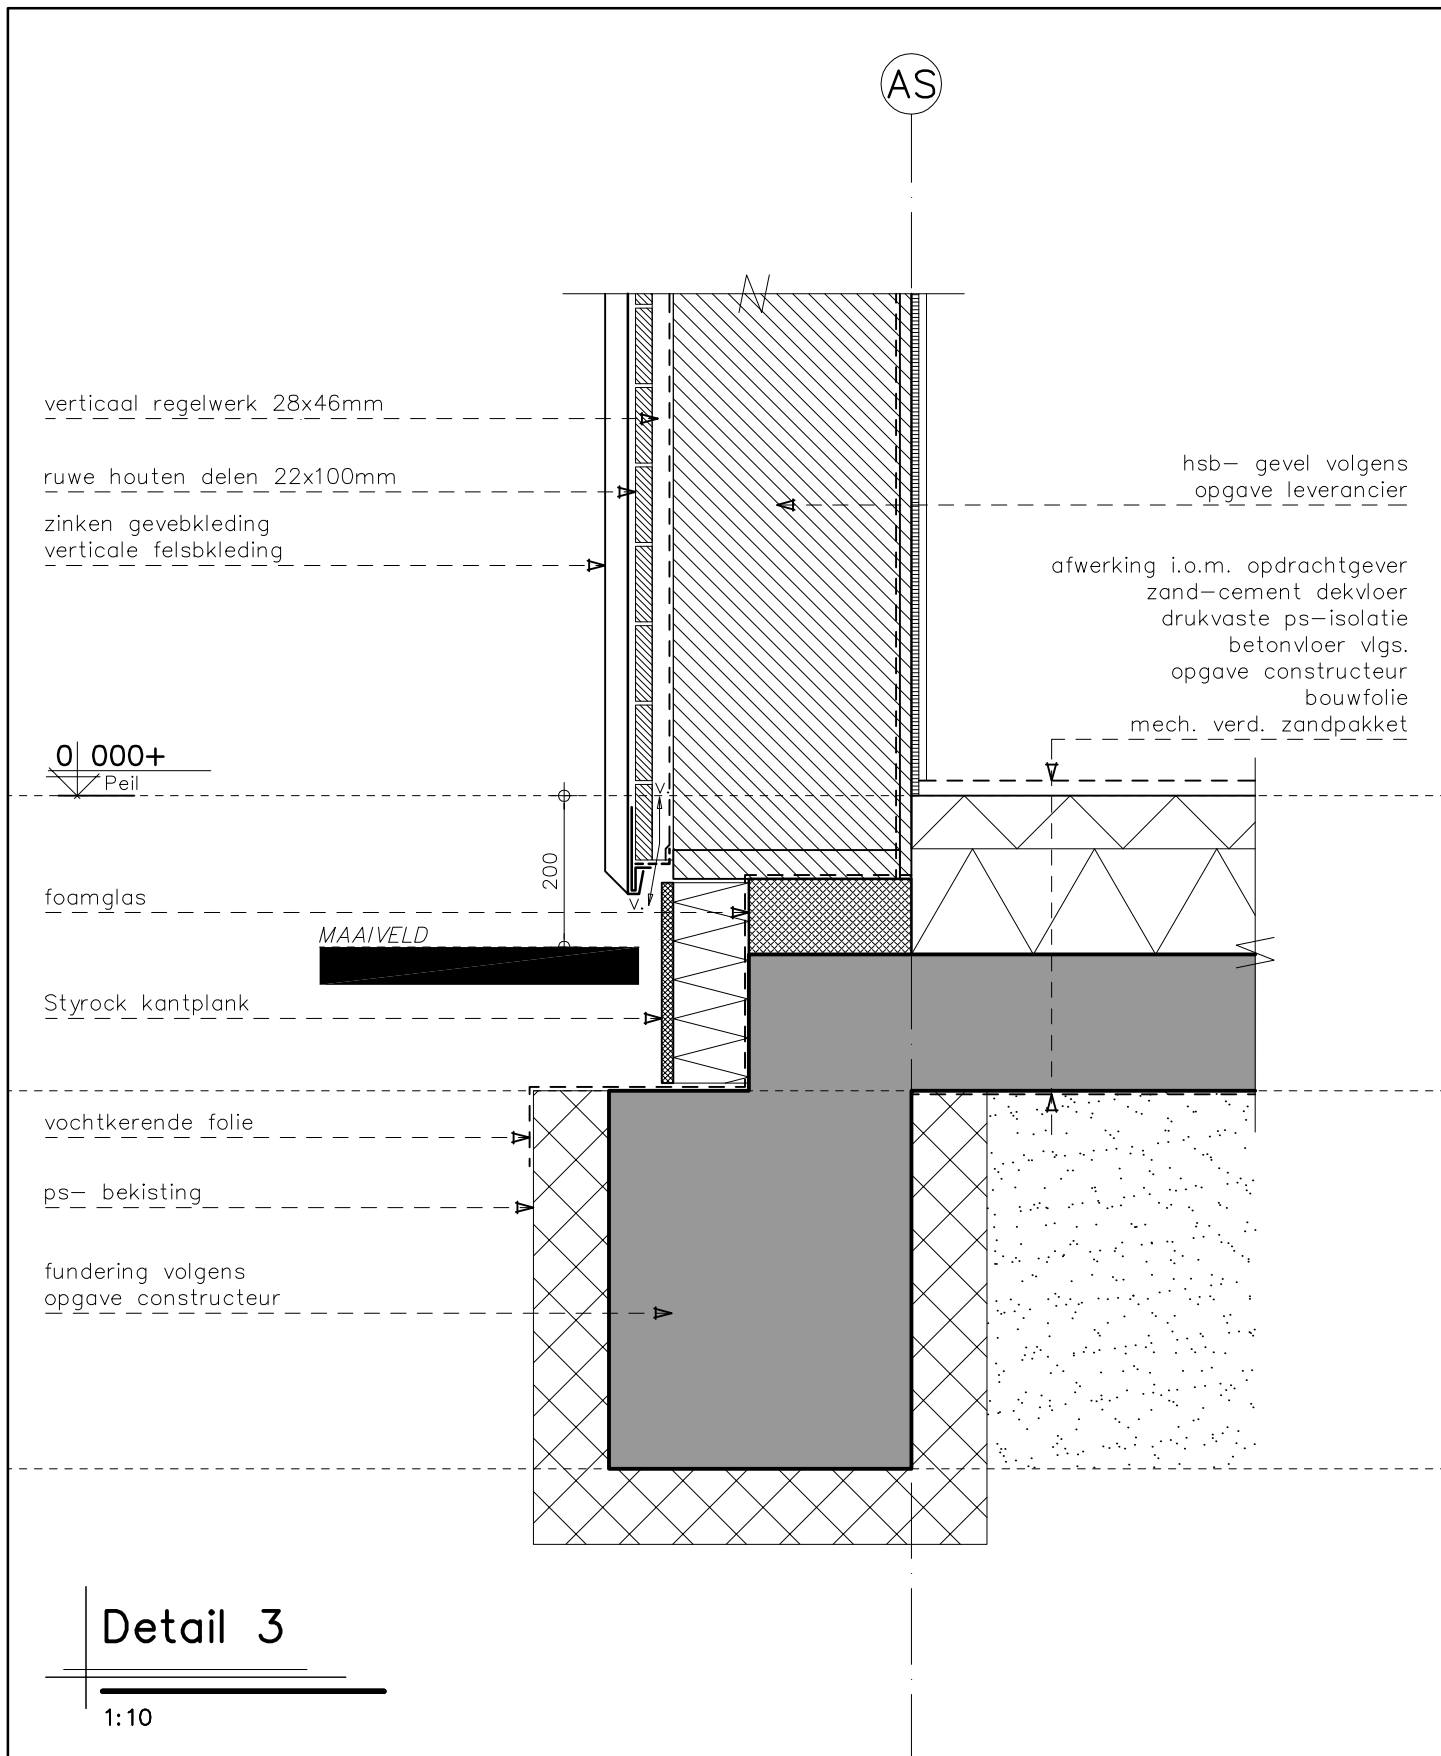 AS
verticaal regelwerk 28x46mm
ruwe houten delen 22x100mm
zinken gevebkleding
verticale felsbkleding
hsb- gevel volgens
opgave leverancier
afwerking i.o.m. opdrachtgever
zand-cement dekvloer
drukvaste ps-isolatie
betonvloer vlgs.
opgave constructeur
bouwfolie
mech. verd. zandpakket
0 000+
Peil
v.
200
foamglas
v.
MAAIVELD
Styrock kantplank
vochtkerende folie
ps- bekisting
fundering volgens
opgave constructeur
Detail 3
1:10